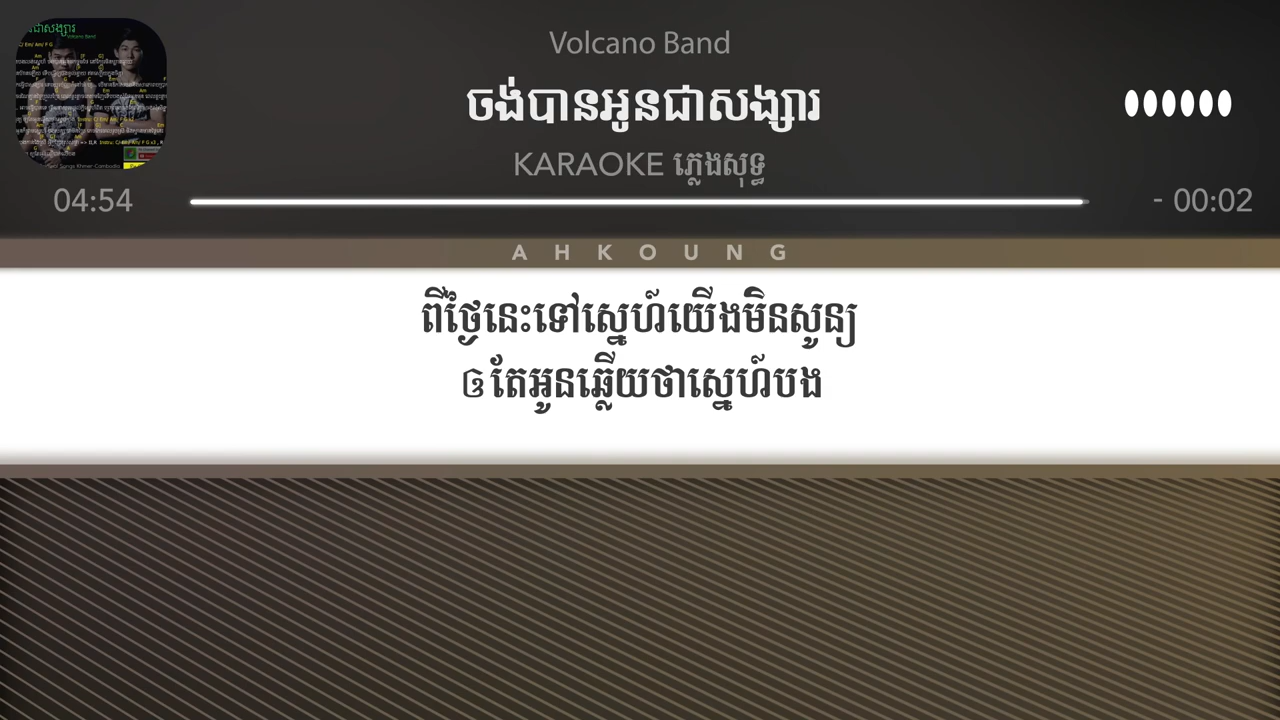 Volcano Band
ចង់បានអូនជាសង្សារ
KARAOKE ភ្លេងសុទ្ធ
04:54
- 00:02
AHKOUNG
ពីថ្ងៃនេះទៅស្នេហ៍យើងមិនសូន្យ
ឲ្យតែអូនឆ្លើយថាស្នេហ៍បង